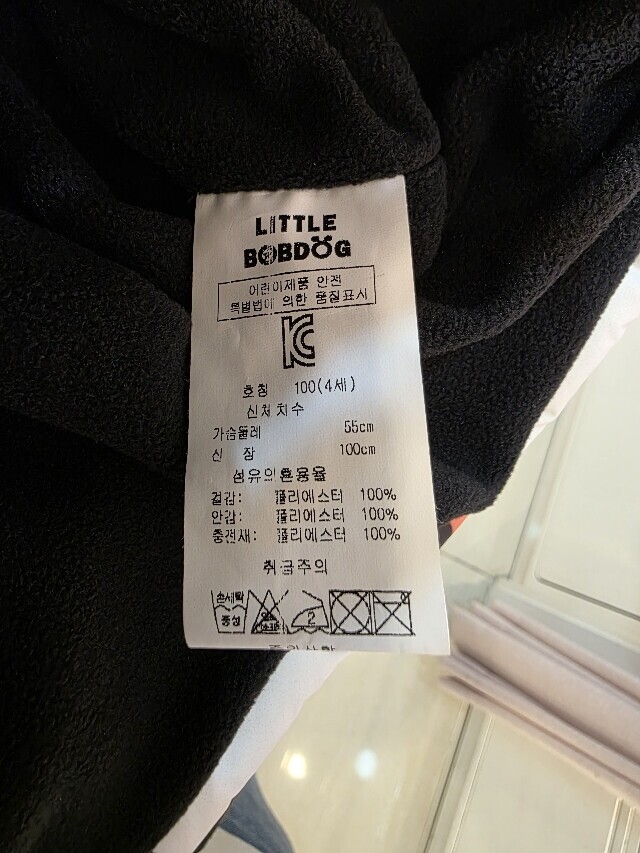 LITTLE
BOBDOG
어린이제품 안전
특별법에 의한 품질표시
호칭 100(4세)
신체치수
가슴둘레 55cm
신 장 100cm
섬유의혼용율
겉감: 폴리에스터 100%
안감: 폴리에스터 100%
충전재: 폴리에스터 100%
취급주의
손세탁
중성
2